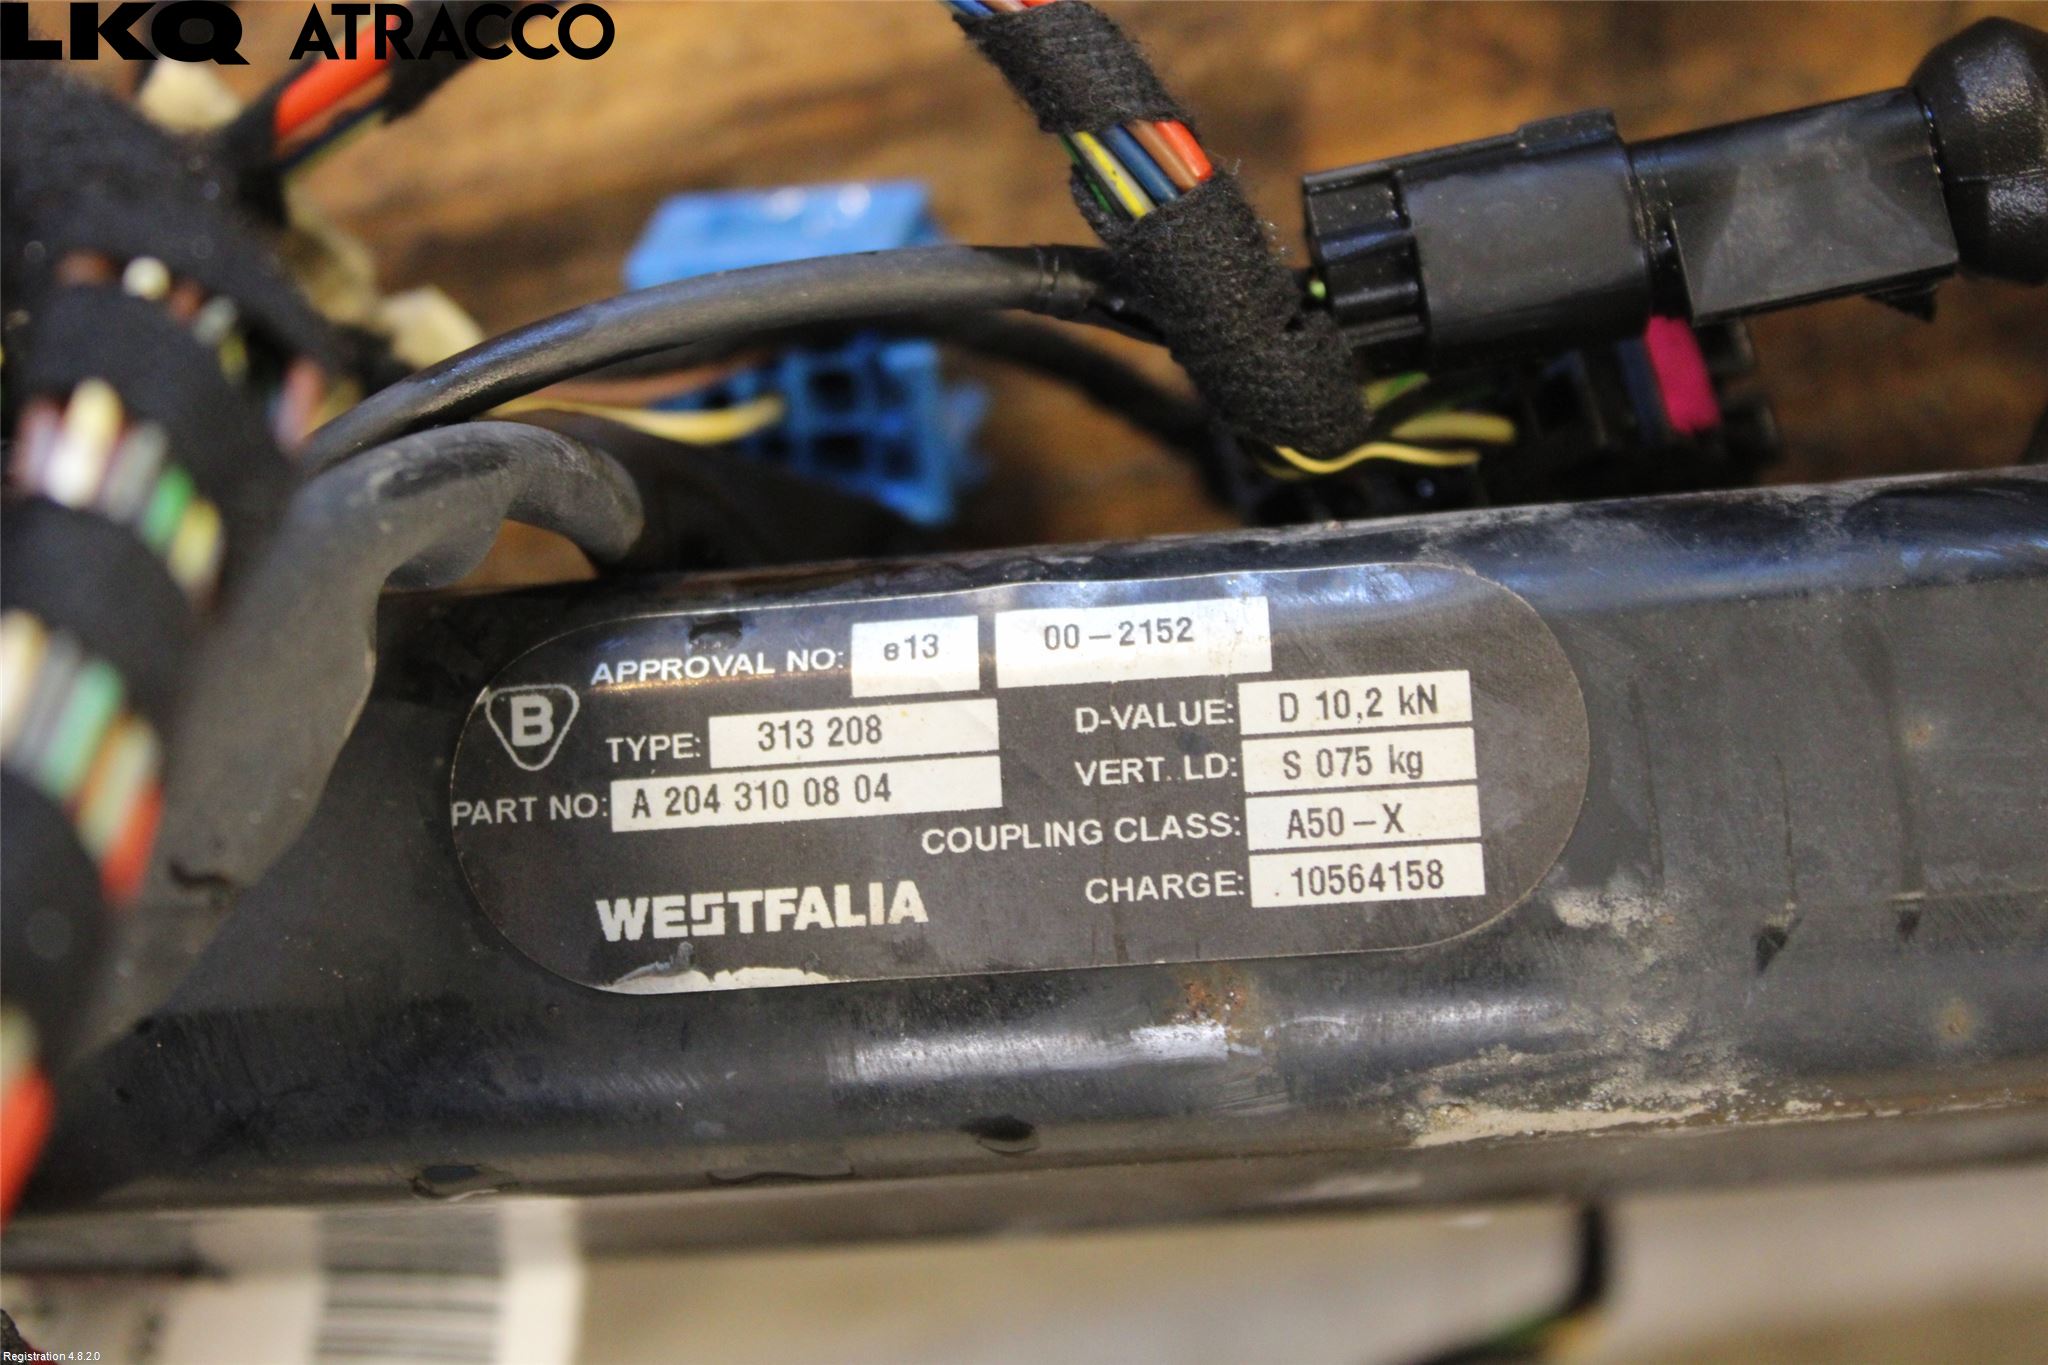 LKQ ATRACCO
APPROVAL NO: e13 00-2152
B
TYPE: 313 208
D-VALUE: D 10,2 kN
PART NO: A 204 310 08 04
VERT. LD: S 075 kg
COUPLING CLASS: A50-X
CHARGE: 10564158
WESTFALIA
Registration 4.8.2.0